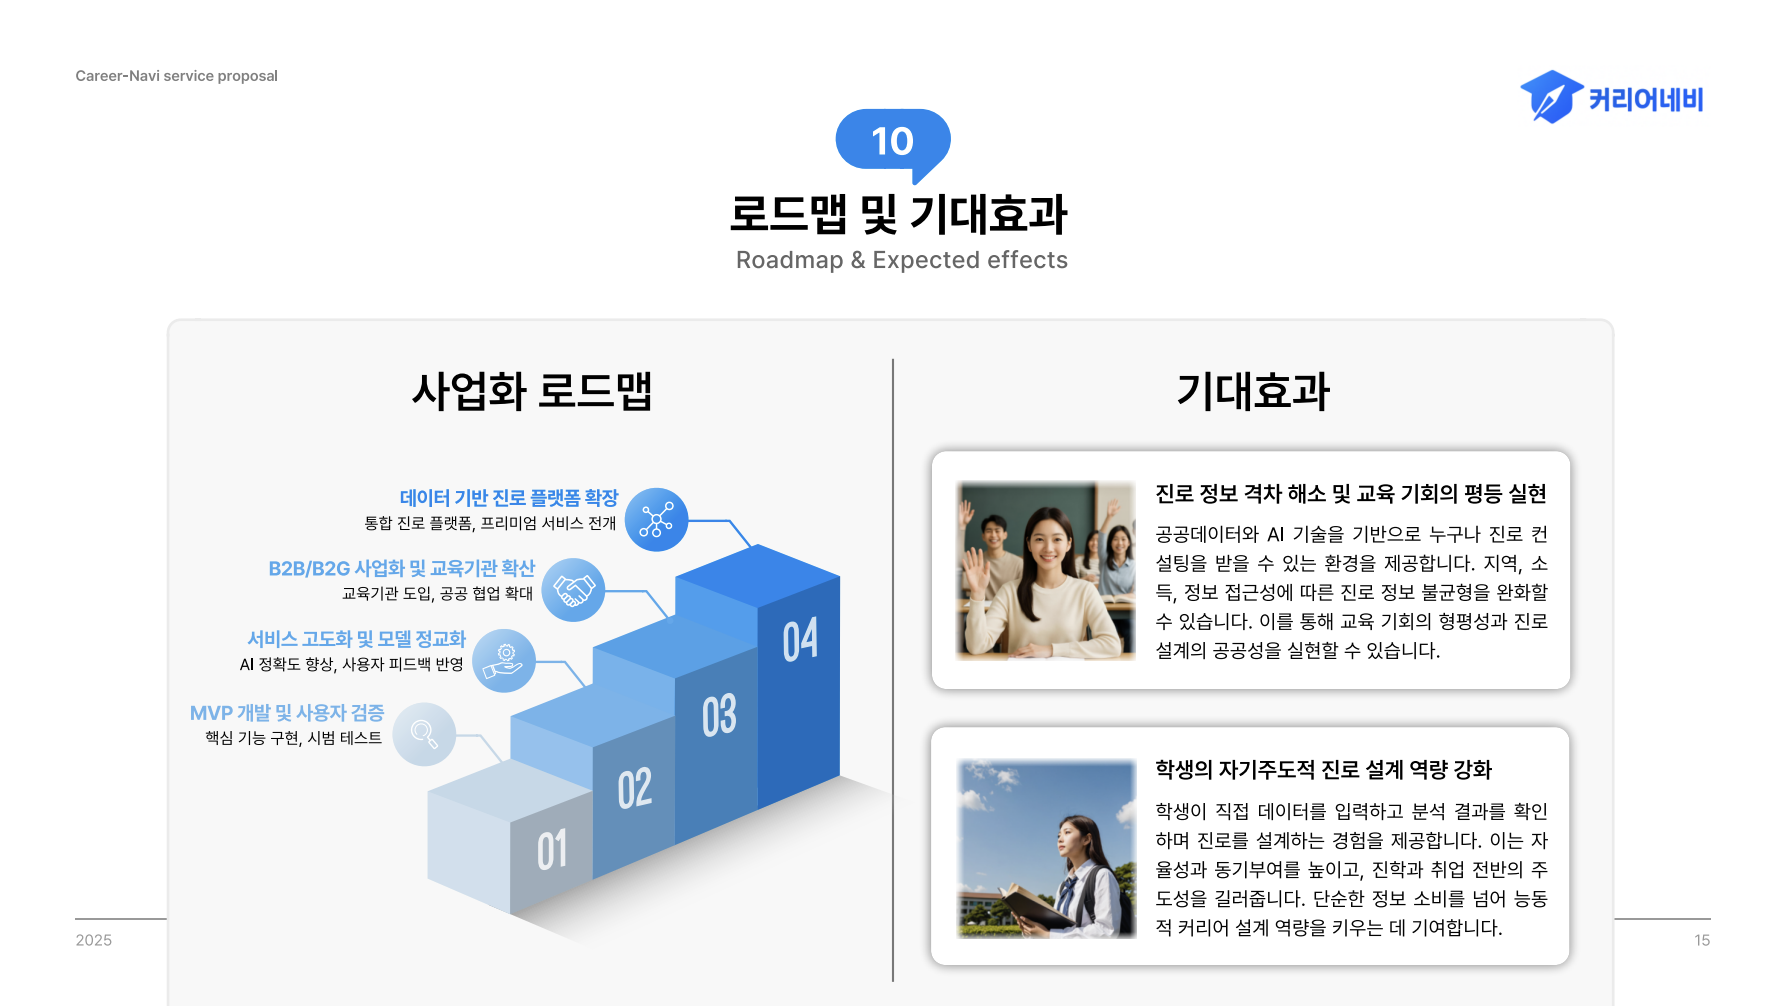 Career-Navi service proposal
커리어네비
10
로드맵 및 기대효과
Roadmap & Expected effects
사업화 로드맵
데이터 기반 진로 플랫폼 확장
통합 진로 플랫폼, 프리미엄 서비스 전개
B2B/B2G 사업화 및 교육기관 확산
교육기관 도입, 공공 협업 확대
서비스 고도화 및 모델 정교화
AI 정확도 향상, 사용자 피드백 반영
MVP 개발 및 사용자 검증
핵심 기능 구현, 시범 테스트
04
03
02
01
기대효과
진로 정보 격차 해소 및 교육 기회의 평등 실현
공공데이터와 AI 기술을 기반으로 누구나 진로 컨
설팅을 받을 수 있는 환경을 제공합니다. 지역, 소
득, 정보 접근성에 따른 진로 정보 불균형을 완화할
수 있습니다. 이를 통해 교육 기회의 형평성과 진로
설계의 공공성을 실현할 수 있습니다.
학생의 자기주도적 진로 설계 역량 강화
학생이 직접 데이터를 입력하고 분석 결과를 확인
하며 진로를 설계하는 경험을 제공합니다. 이는 자
율성과 동기부여를 높이고, 진학과 취업 전반의 주
도성을 길러줍니다. 단순한 정보 소비를 넘어 능동
적 커리어 설계 역량을 키우는 데 기여합니다.
2025
15